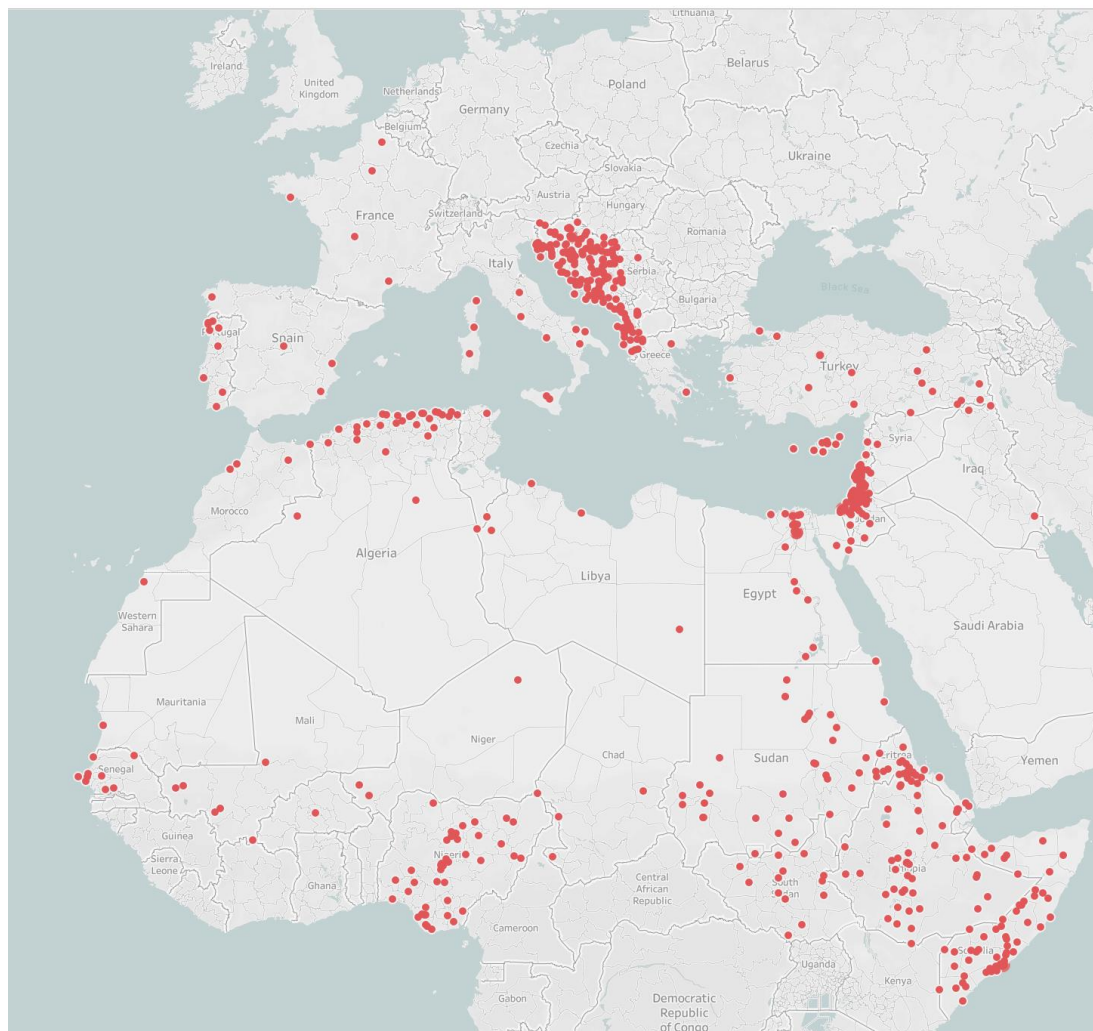 Lithuania
Ireland
United
Kingdom
Netherlands
Belarus
Poland
Germany
Belgium
Czechia
Ukraine
Slovakia
Austria
Hungary
France
Switzerland
Romania
Italy
Serbia
Bulgaria
Black Sea
Spain
Greece
Turkey
Syria
Iraq
Morocco
Algeria
Libya
Egypt
Western
Sahara
Saudi Arabia
Mauritania
Mali
Niger
Chad
Sudan
Eritrea
Yemen
Senegal
Guinea
Sierra
Leone
Ghana
Central
African
Republic
South
Cameroon
Uganda
Kenya
Gabon
Democratic
Republic
of Congo